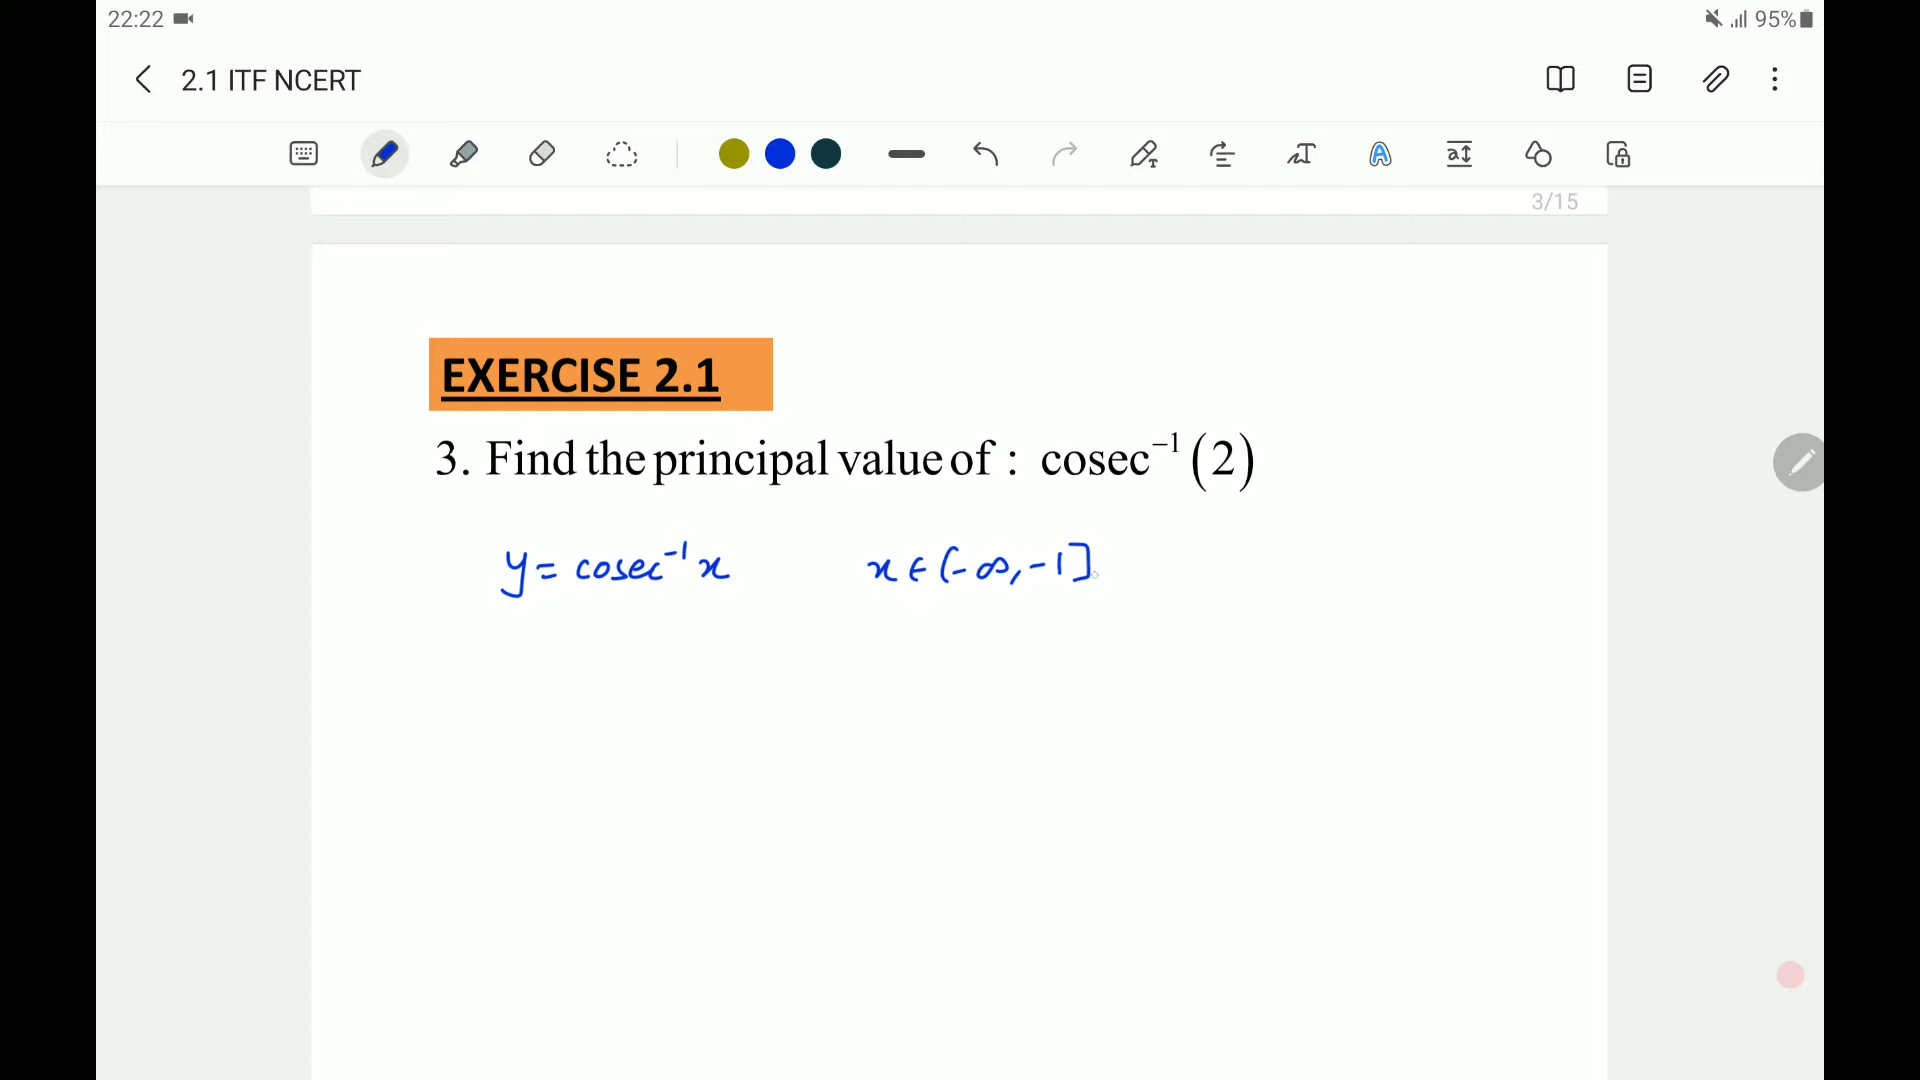 22:22 95%
2.1 ITF NCERT
3/15
EXERCISE 2.1
3. Find the principal value of : cosec⁻¹(2)
y = cosec⁻¹ x x ∈ (-∞, -1]